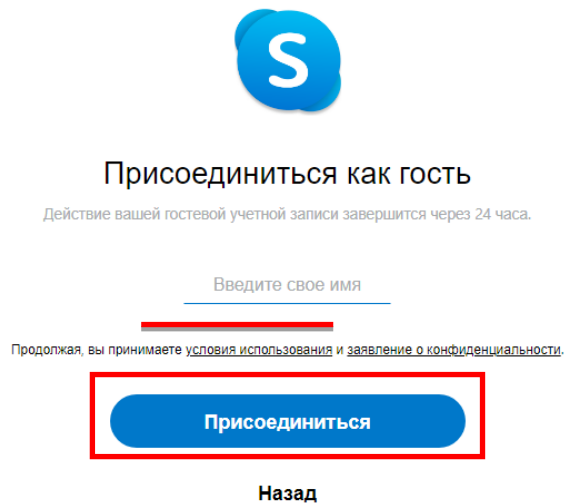 S
Присоединиться как гость
Действие вашей гостевой учетной записи завершится через 24 часа.
Введите свое имя
Продолжая, вы принимаете условия использования и заявление о конфиденциальности.
Присоединиться
Назад